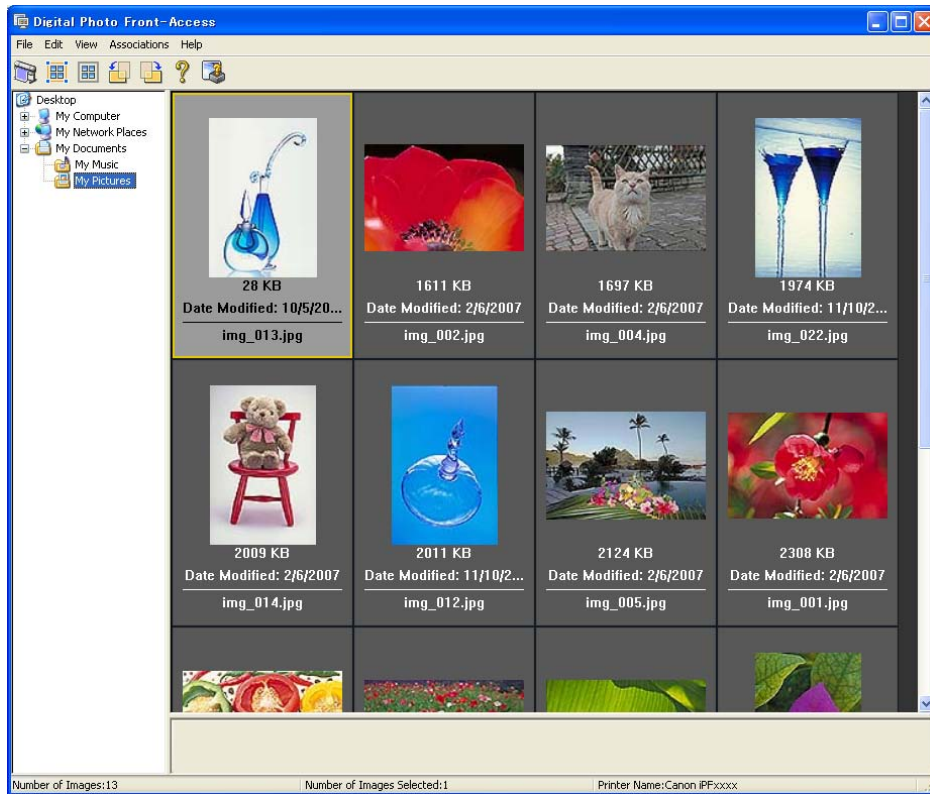 Digital Photo Front-Access
File Edit View Associations Help
Desktop
My Computer
My Network Places
My Documents
My Music
My Pictures
28 KB
Date Modified: 10/5/20...
img_013.jpg
1611 KB
Date Modified: 2/6/2007
img_002.jpg
1697 KB
Date Modified: 2/6/2007
img_004.jpg
1974 KB
Date Modified: 11/10/2...
img_022.jpg
2009 KB
Date Modified: 2/6/2007
img_014.jpg
2011 KB
Date Modified: 11/10/2...
img_012.jpg
2124 KB
Date Modified: 2/6/2007
img_005.jpg
2308 KB
Date Modified: 2/6/2007
img_001.jpg
Number of Images:13
Number of Images Selected:1
Printer Name:Canon iPFxxxx